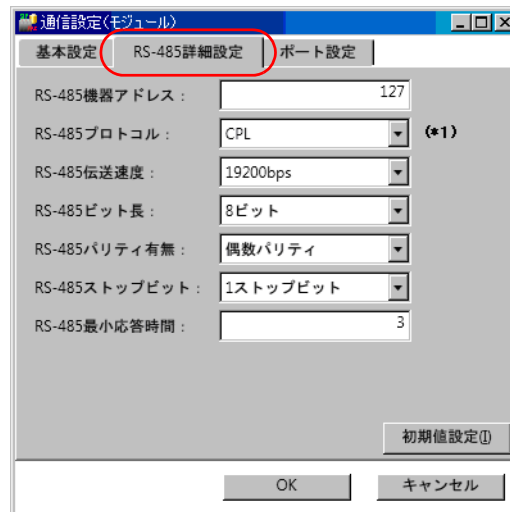 通信設定(モジュール)
基本設定 RS-485詳細設定 ポート設定
RS-485機器アドレス： 127
RS-485プロトコル： CPL (*1)
RS-485伝送速度： 19200bps
RS-485ビット長： 8ビット
RS-485パリティ有無： 偶数パリティ
RS-485ストップビット： 1ストップビット
RS-485最小応答時間： 3
初期値設定(I)
OK キャンセル